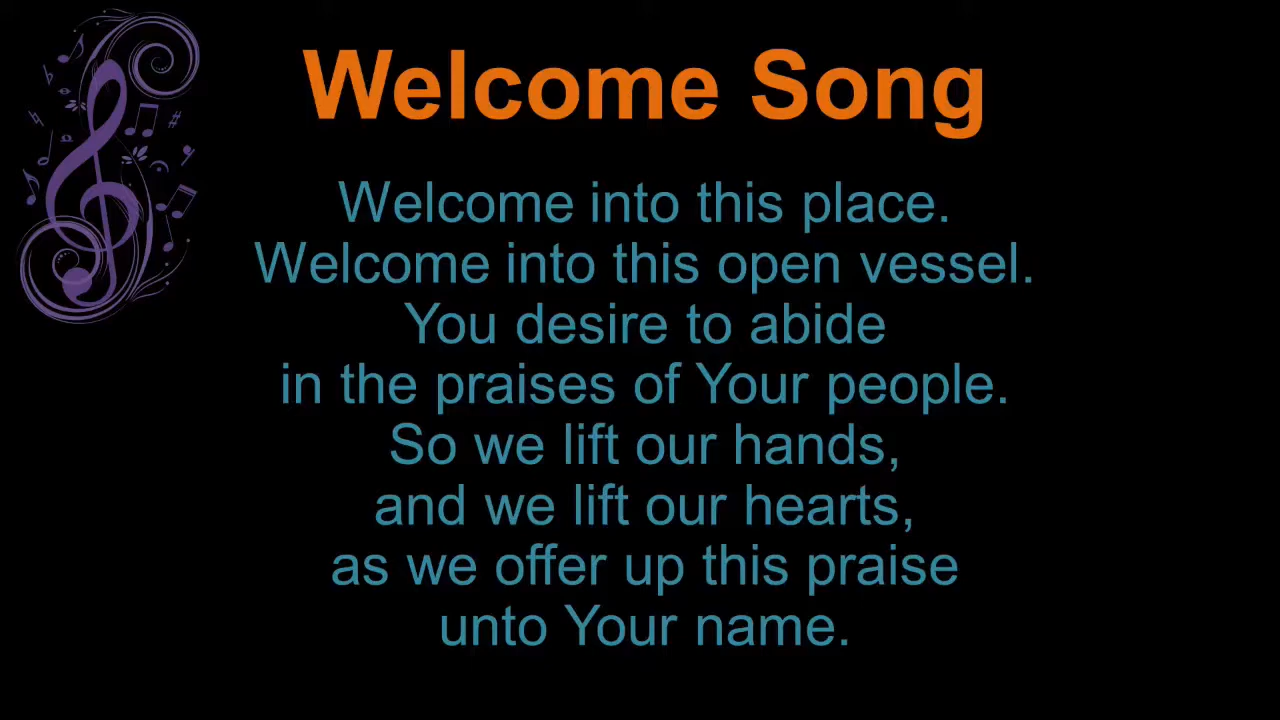 Welcome Song
Welcome into this place.
Welcome into this open vessel.
You desire to abide
in the praises of Your people.
So we lift our hands,
and we lift our hearts,
as we offer up this praise
unto Your name.